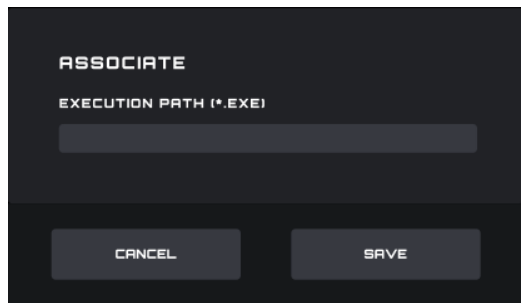 ASSOCIATE
EXECUTION PATH (*.EXE)
CANCEL
SAVE